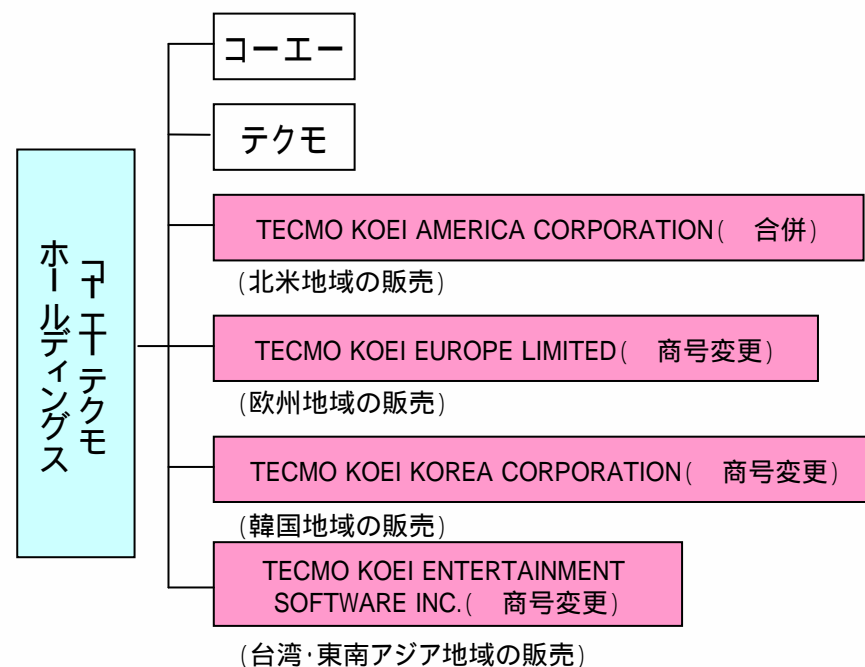 コーエー
テクモ
コーエーテクモ
ホールディングス
TECMO KOEI AMERICA CORPORATION( 合併)
(北米地域の販売)
TECMO KOEI EUROPE LIMITED( 商号変更)
(欧州地域の販売)
TECMO KOEI KOREA CORPORATION( 商号変更)
(韓国地域の販売)
TECMO KOEI ENTERTAINMENT
SOFTWARE INC.( 商号変更)
(台湾・東南アジア地域の販売)